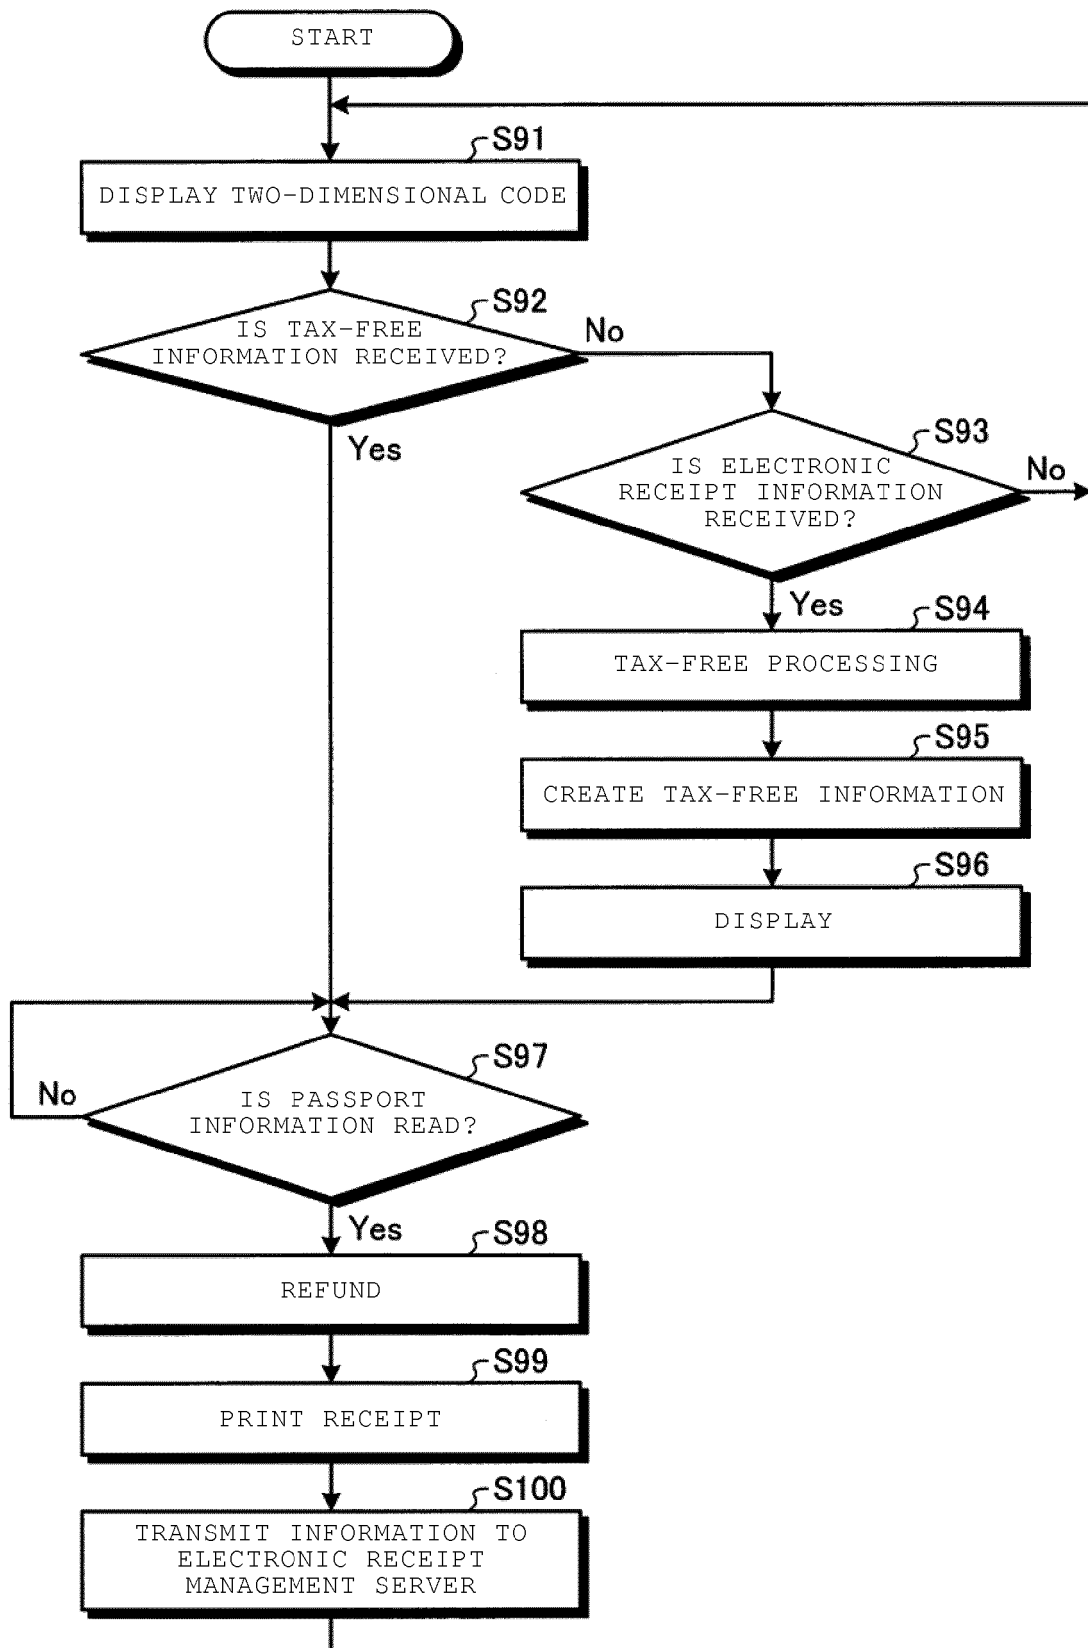 START
S91
DISPLAY TWO-DIMENSIONAL CODE
S92
IS TAX-FREE
INFORMATION RECEIVED?
No
Yes
S93
IS ELECTRONIC
RECEIPT INFORMATION
RECEIVED?
No
Yes
S94
TAX-FREE PROCESSING
S95
CREATE TAX-FREE INFORMATION
S96
DISPLAY
S97
IS PASSPORT
INFORMATION READ?
No
Yes
S98
REFUND
S99
PRINT RECEIPT
S100
TRANSMIT INFORMATION TO
ELECTRONIC RECEIPT
MANAGEMENT SERVER